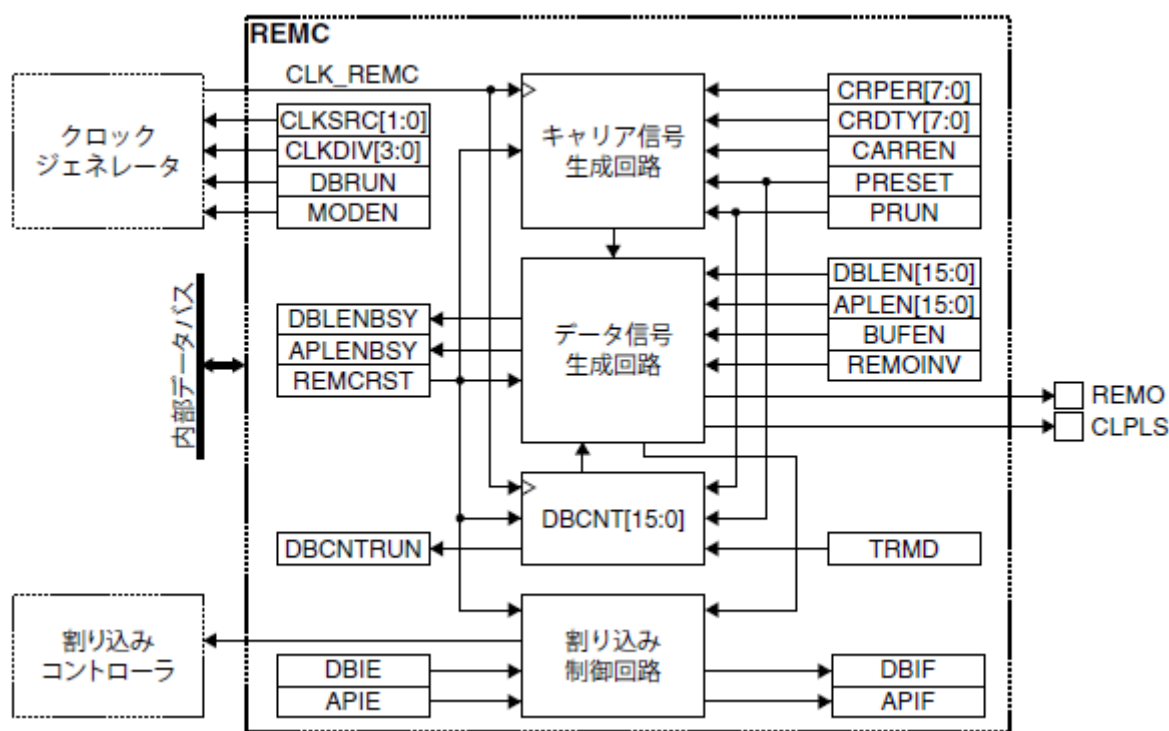 REMC
CLK_REMC
クロック
ジェネレータ
CLKSRC[1:0]
CLKDIV[3:0]
DBRUN
MODEN
キャリア信号
生成回路
CRPER[7:0]
CRDTY[7:0]
CARREN
PRESET
PRUN
内部データバス
DBLENBSY
APLENBSY
REMCRST
データ信号
生成回路
DBLEN[15:0]
APLEN[15:0]
BUFEN
REMOINV
REMO
CLPLS
DBCNTRUN
DBCNT[15:0]
TRMD
割り込み
コントローラ
DBIE
APIE
割り込み
制御回路
DBIF
APIF